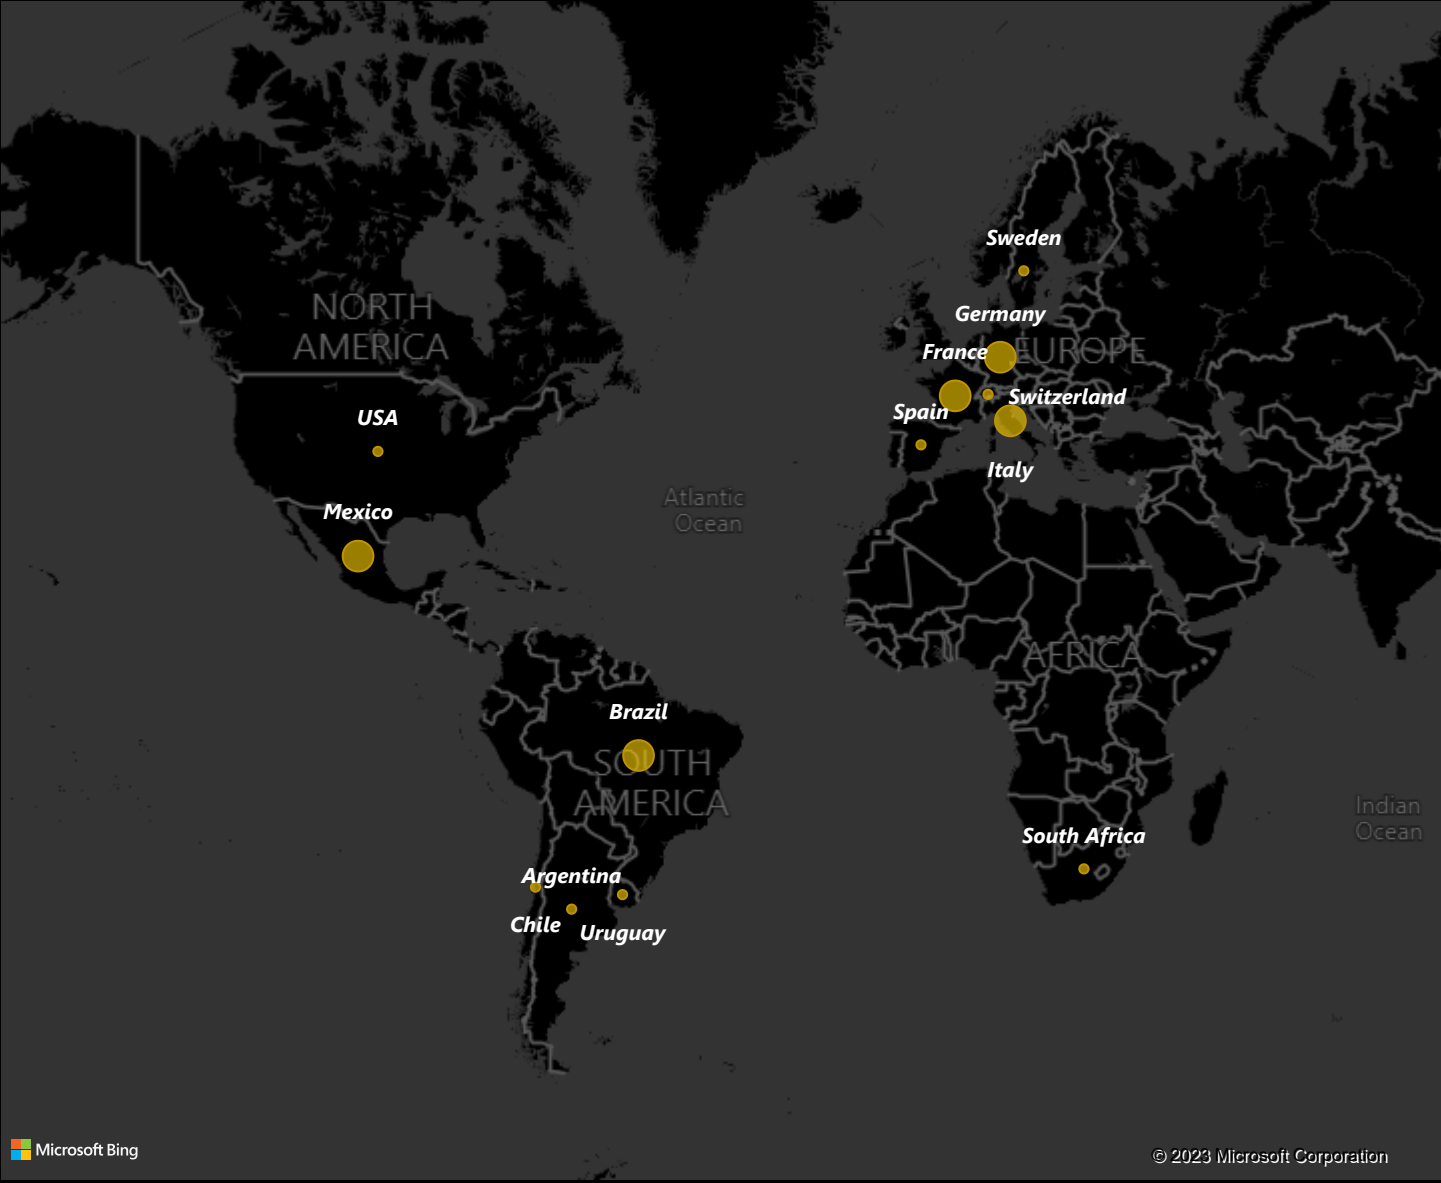 Sweden
NORTH
AMERICA
Germany
France
EUROPE
Switzerland
Spain
USA
Italy
Atlantic
Ocean
Mexico
AFRICA
Brazil
SOUTH
AMERICA
Indian
Ocean
South Africa
Argentina
Chile
Uruguay
Microsoft Bing
© 2023 Microsoft Corporation